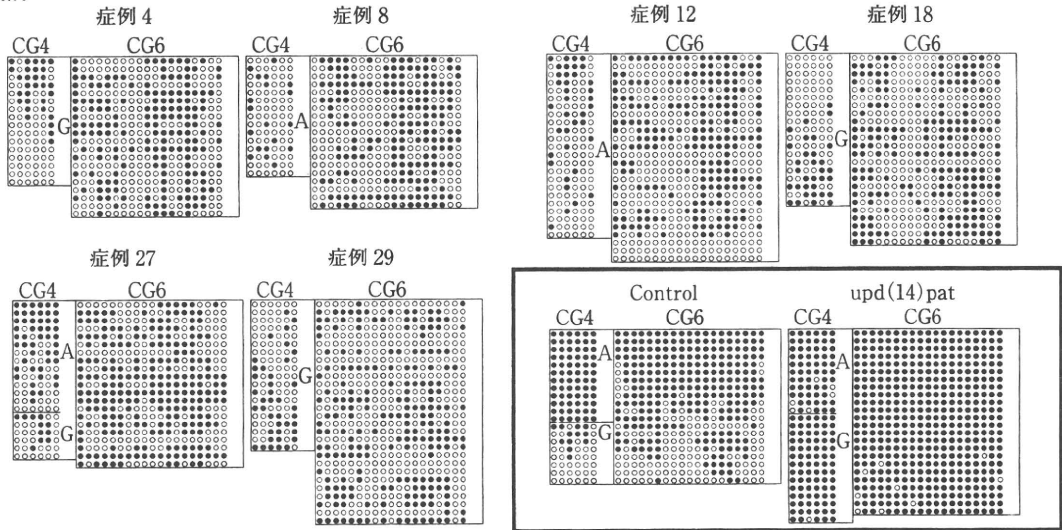 症例 4
CG4 CG6
G
症例 8
CG4 CG6
A
症例 12
CG4 CG6
A
症例 18
CG4 CG6
G
症例 27
CG4 CG6
A
G
症例 29
CG4 CG6
G
Control
CG4 CG6
A
G
upd(14)pat
CG4 CG6
A
G